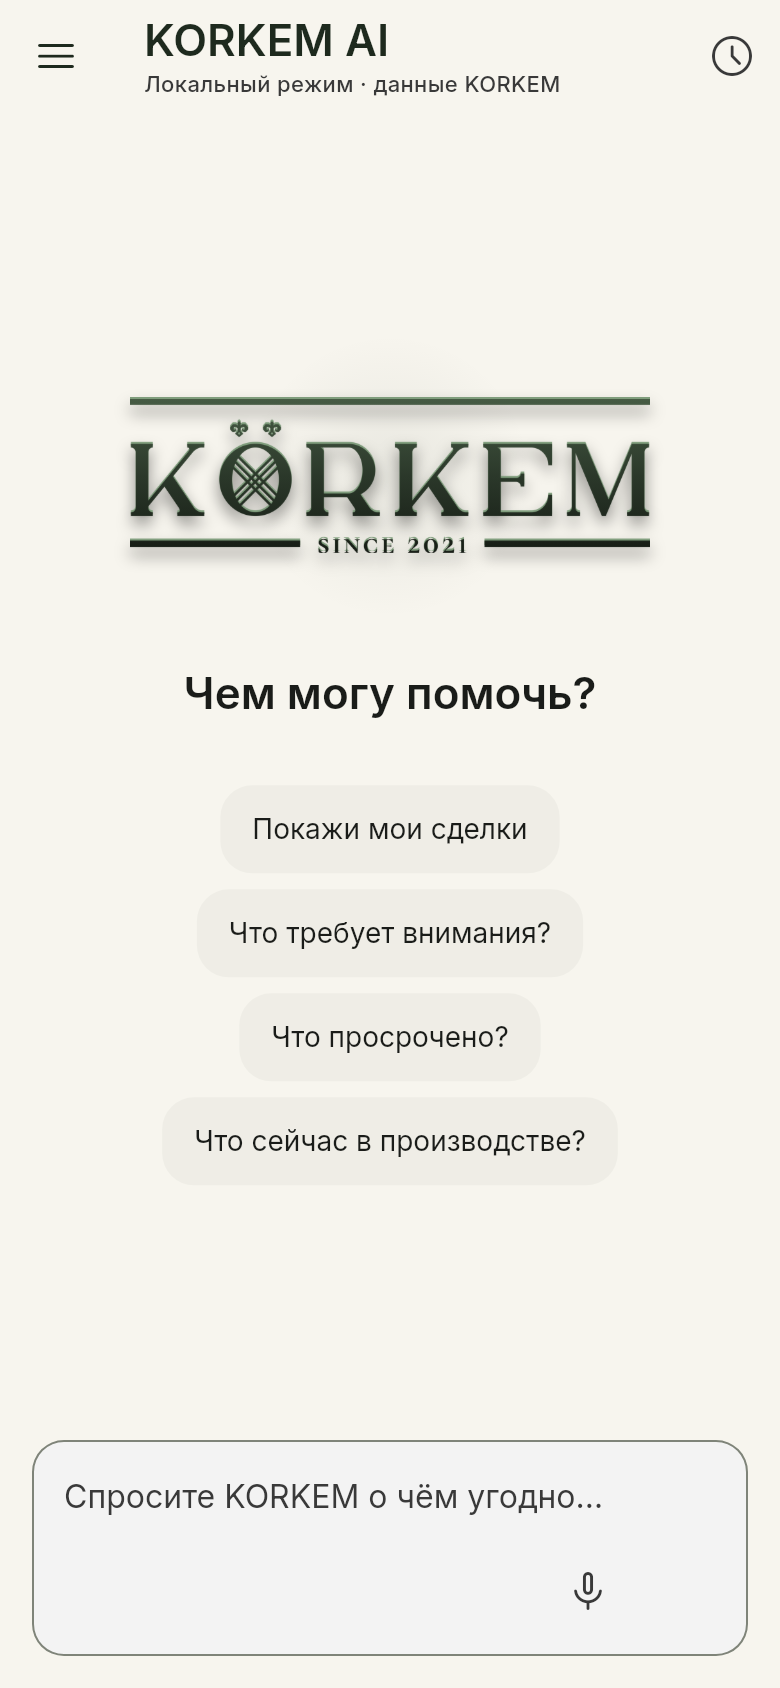 KORKEM AI
Локальный режим · данные KORKEM
KÖRKEM
SINCE 2021
Чем могу помочь?
Покажи мои сделки
Что требует внимания?
Что просрочено?
Что сейчас в производстве?
Спросите KORKEM о чём угодно...